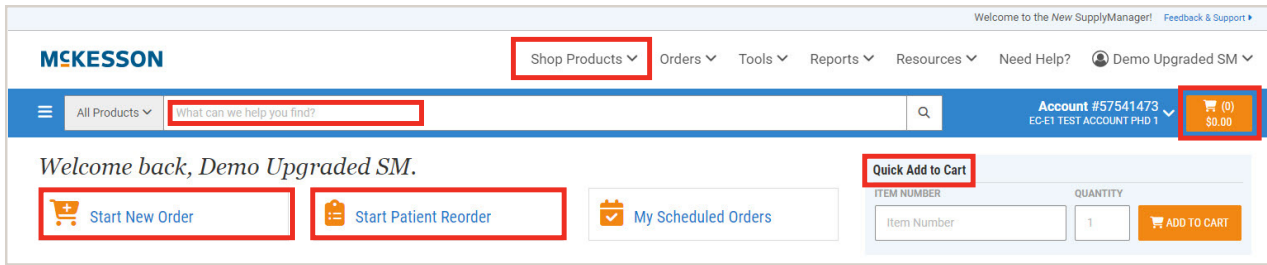 Welcome to the New SupplyManager! Feedback & Support
MCKESSON
Shop Products Orders Tools Reports Resources Need Help? Demo Upgraded SM
All Products What can we help you find? Account #57541473 (0)
EC-E1 TEST ACCOUNT PHD 1 $0.00
Welcome back, Demo Upgraded SM.
Quick Add to Cart
ITEM NUMBER QUANTITY
Start New Order Start Patient Reorder My Scheduled Orders
Item Number 1 ADD TO CART